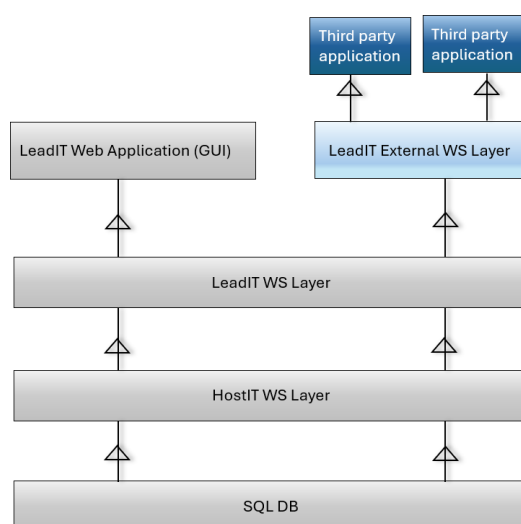 Third party
application
Third party
application
LeadIT Web Application (GUI)
LeadIT External WS Layer
LeadIT WS Layer
HostIT WS Layer
SQL DB